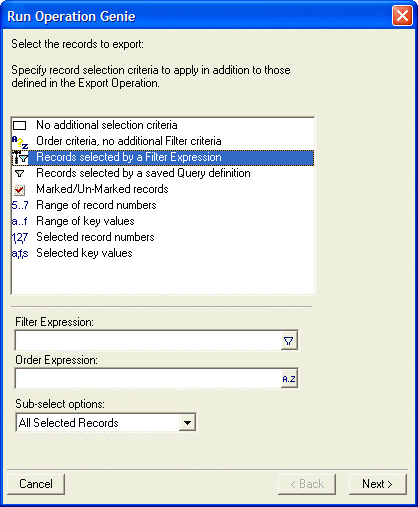 Run Operation Genie
Select the records to export:
Specify record selection criteria to apply in addition to those
defined in the Export Operation.
No additional selection criteria
A?Z Order criteria, no additional Filter criteria
Records selected by a Filter Expression
Records selected by a saved Query definition
Marked/Un-Marked records
5..7 Range of record numbers
a..f Range of key values
1,2,7 Selected record numbers
a,f,s Selected key values
Filter Expression:
Order Expression:
A.Z
Sub-select options:
All Selected Records
Cancel
< Back
Next >